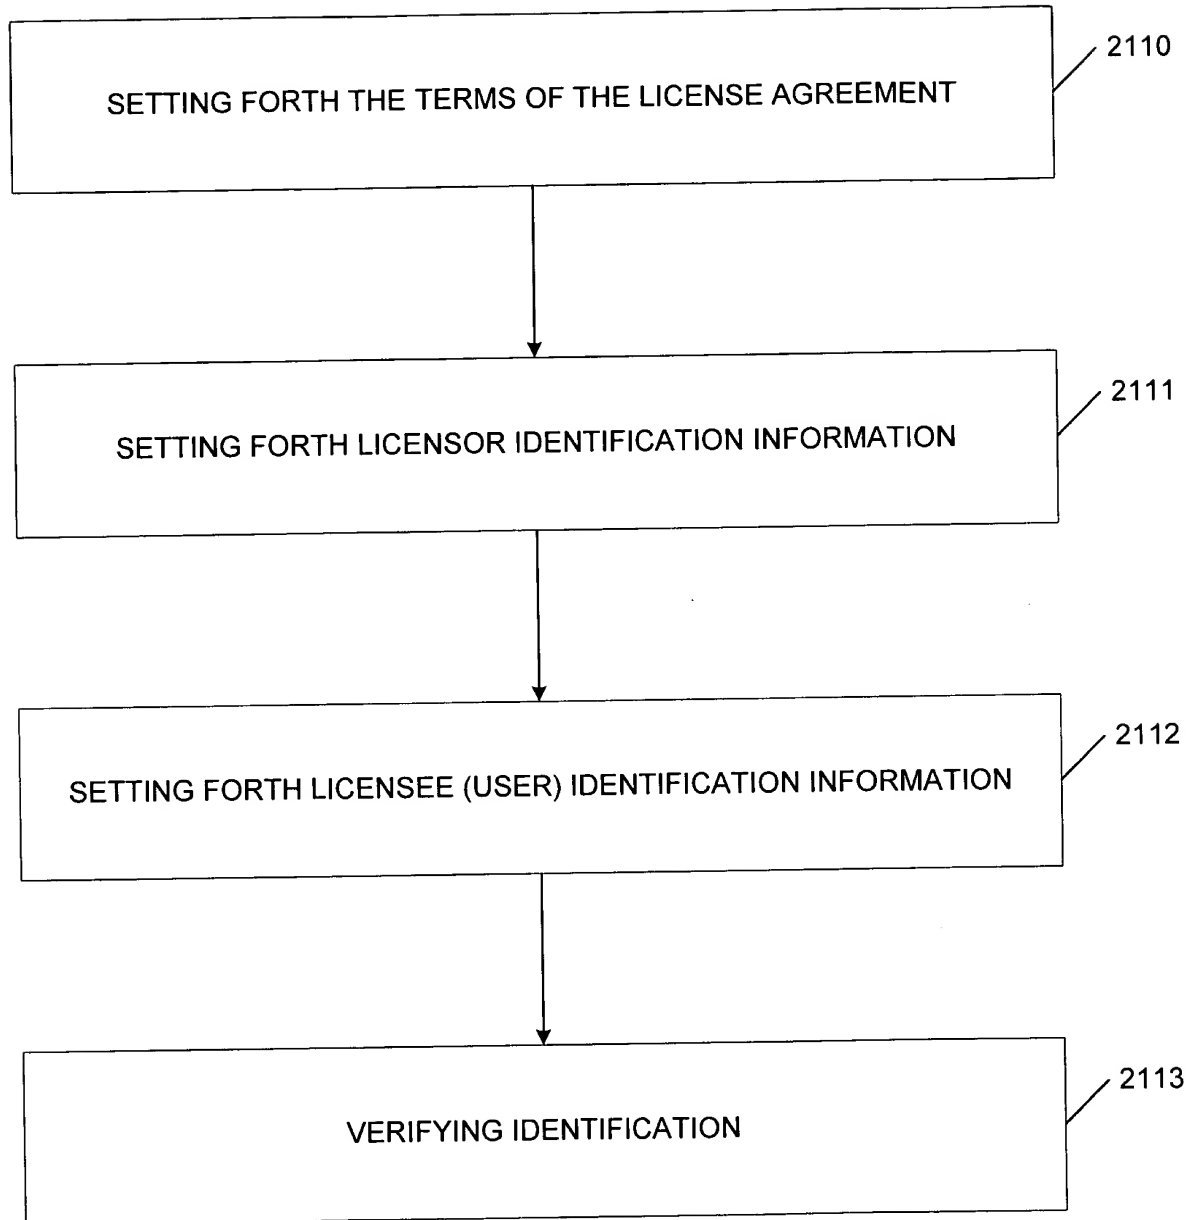 2110
SETTING FORTH THE TERMS OF THE LICENSE AGREEMENT
2111
SETTING FORTH LICENSOR IDENTIFICATION INFORMATION
2112
SETTING FORTH LICENSEE (USER) IDENTIFICATION INFORMATION
2113
VERIFYING IDENTIFICATION